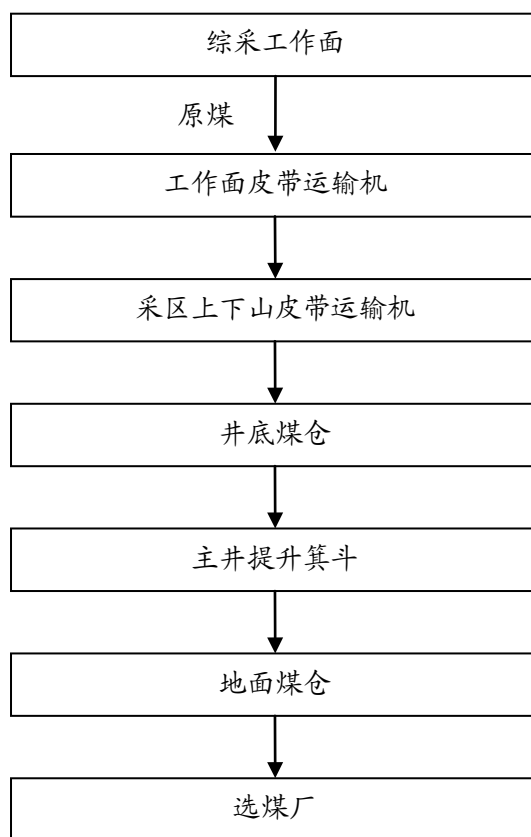 综采工作面
原煤
工作面皮带运输机
采区上下山皮带运输机
井底煤仓
主井提升箕斗
地面煤仓
选煤厂